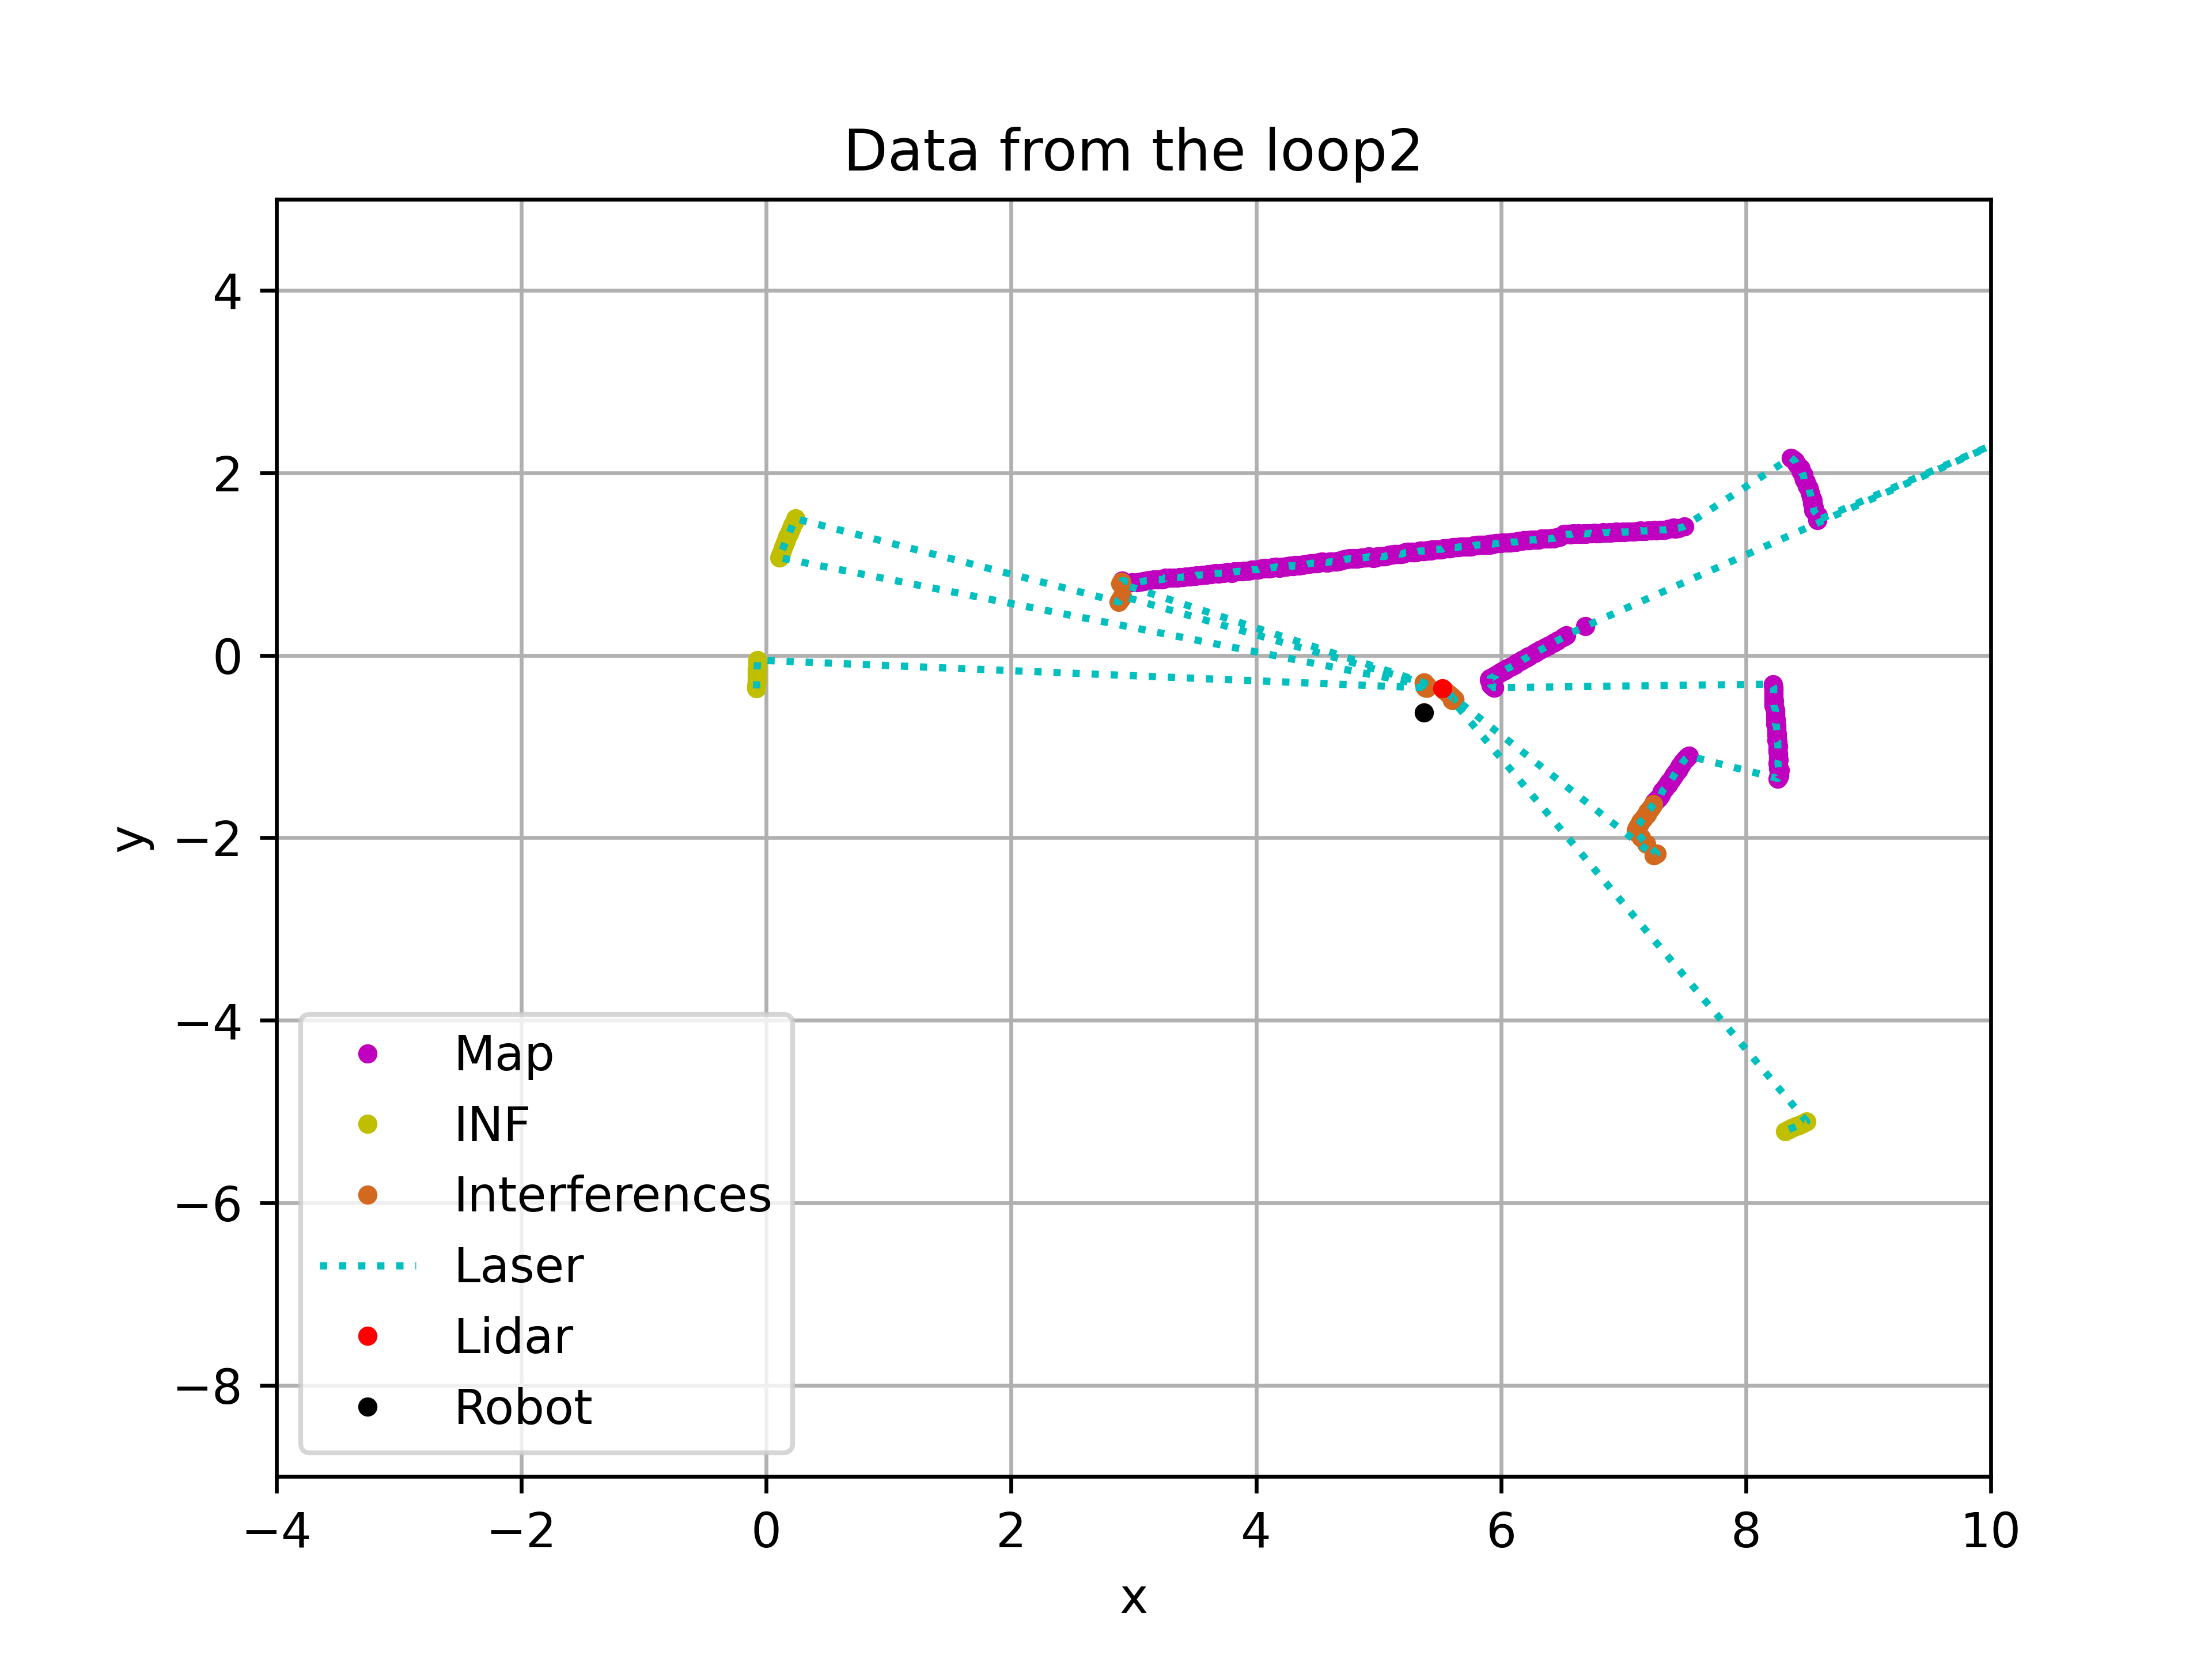 Data from the loop2
4
2
0
−2
−4
−6
−8
y
Map
INF
Interferences
Laser
Lidar
Robot
−4 −2 0 2 4 6 8 10
x